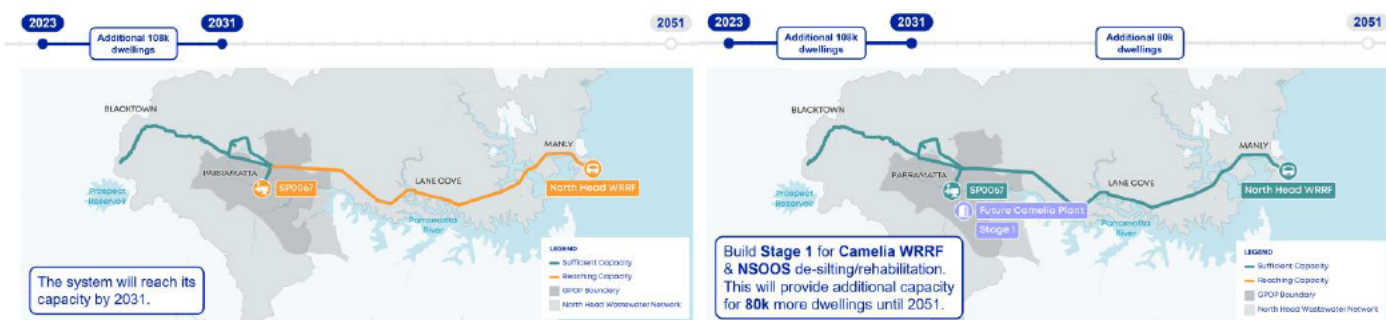 2023
2031
2051
Additional 108k
dwellings
BLACKTOWN
MANLY
PARRAMATTA
LANE COVE
SP0067
North Head WRRF
Prospect
Reservoir
Parramatta
River
The system will reach its
capacity by 2031.
LEGEND
Sufficient Capacity
Reaching Capacity
GPOP Boundary
North Head Wastewater Network
2023
2031
2051
Additional 108k
dwellings
Additional 80k
dwellings
BLACKTOWN
MANLY
PARRAMATTA
LANE COVE
SP0067
North Head WRRF
Future Camelia Plant
Stage 1
Prospect
Reservoir
Parramatta
River
Build Stage 1 for Camelia WRRF
& NSOOS de-silting/rehabilitation.
This will provide additional capacity
for 80k more dwellings until 2051.
LEGEND
Sufficient Capacity
Reaching Capacity
GPOP Boundary
North Head Wastewater Network